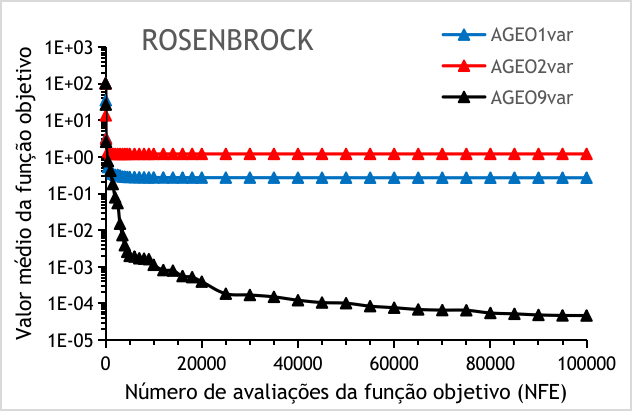 ROSENBROCK
AGEO1var
AGEO2var
AGEO9var
Valor médio da função objetivo
1E+03
1E+02
1E+01
1E+00
1E-01
1E-02
1E-03
1E-04
1E-05
0 20000 40000 60000 80000 100000
Número de avaliações da função objetivo (NFE)